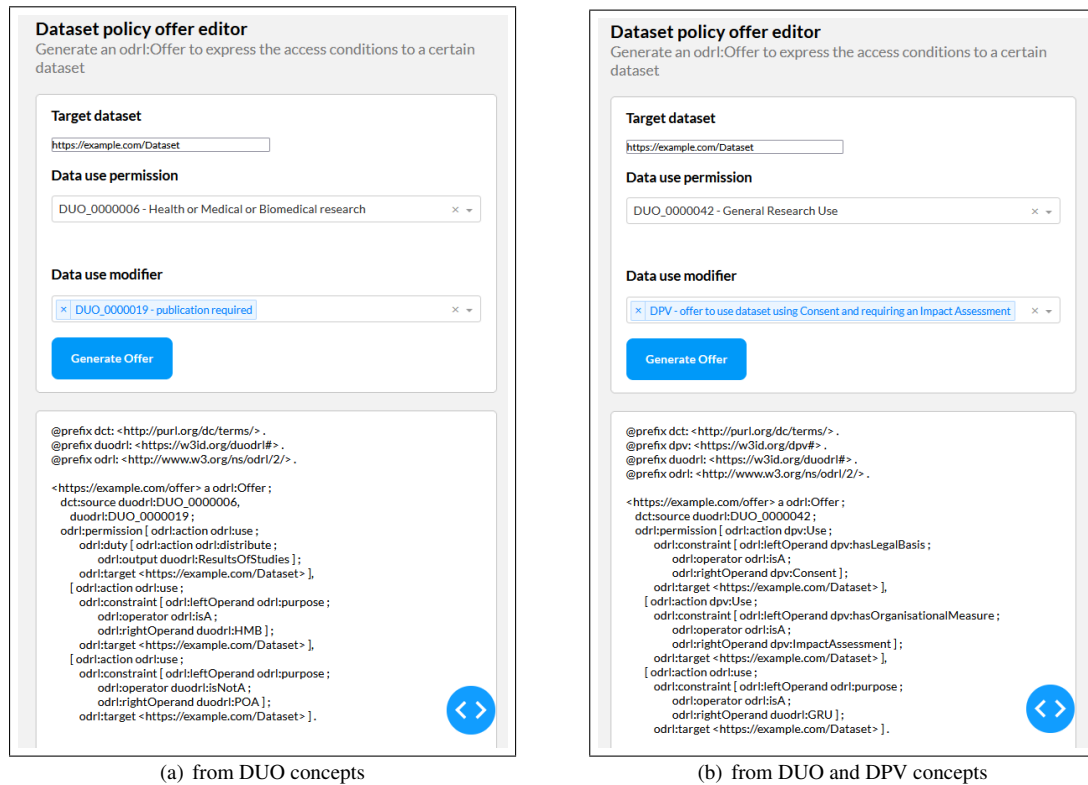 Dataset policy offer editor
Generate an odrl:Offer to express the access conditions to a certain
dataset
Target dataset
https://example.com/Dataset
Data use permission
DUO_0000006 - Health or Medical or Biomedical research
× ▾
Data use modifier
× DUO_0000019 - publication required
× ▾
Generate Offer
@prefix dct: <http://purl.org/dc/terms/> .
@prefix duodrl: <https://w3id.org/duodrl#> .
@prefix odrl: <http://www.w3.org/ns/odrl/2/> .
<https://example.com/offer> a odrl:Offer ;
dct:source duodrl:DUO_0000006,
duodrl:DUO_0000019 ;
odrl:permission [ odrl:action odrl:use ;
odrl:duty [ odrl:action odrl:distribute ;
odrl:output duodrl:ResultsOfStudies ] ;
odrl:target <https://example.com/Dataset> ],
[ odrl:action odrl:use ;
odrl:constraint [ odrl:leftOperand odrl:purpose ;
odrl:operator odrl:isA ;
odrl:rightOperand duodrl:HMB ] ;
odrl:target <https://example.com/Dataset> ],
[ odrl:action odrl:use ;
odrl:constraint [ odrl:leftOperand odrl:purpose ;
odrl:operator duodrl:isNotA ;
odrl:rightOperand duodrl:POA ] ;
odrl:target <https://example.com/Dataset> ] .
< >
(a) from DUO concepts
Dataset policy offer editor
Generate an odrl:Offer to express the access conditions to a certain
dataset
Target dataset
https://example.com/Dataset
Data use permission
DUO_0000042 - General Research Use
× ▾
Data use modifier
× DPV - offer to use dataset using Consent and requiring an Impact Assessment
× ▾
Generate Offer
@prefix dct: <http://purl.org/dc/terms/> .
@prefix dpv: <https://w3id.org/dpv#> .
@prefix duodrl: <https://w3id.org/duodrl#> .
@prefix odrl: <http://www.w3.org/ns/odrl/2/> .
<https://example.com/offer> a odrl:Offer ;
dct:source duodrl:DUO_0000042 ;
odrl:permission [ odrl:action dpv:Use ;
odrl:constraint [ odrl:leftOperand dpv:hasLegalBasis ;
odrl:operator odrl:isA ;
odrl:rightOperand dpv:Consent ] ;
odrl:target <https://example.com/Dataset> ],
[ odrl:action dpv:Use ;
odrl:constraint [ odrl:leftOperand dpv:hasOrganisationalMeasure ;
odrl:operator odrl:isA ;
odrl:rightOperand dpv:ImpactAssessment ] ;
odrl:target <https://example.com/Dataset> ],
[ odrl:action odrl:use ;
odrl:constraint [ odrl:leftOperand odrl:purpose ;
odrl:operator odrl:isA ;
odrl:rightOperand duodrl:GRU ] ;
odrl:target <https://example.com/Dataset> ] .
< >
(b) from DUO and DPV concepts